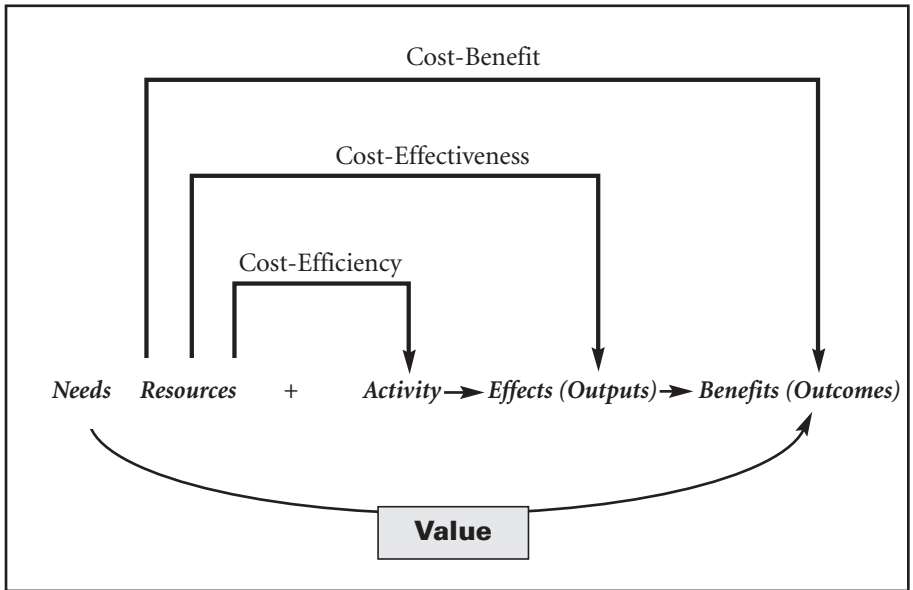 Cost-Benefit
Cost-Effectiveness
Cost-Efficiency
Needs Resources + Activity Effects (Outputs) Benefits (Outcomes)
Value